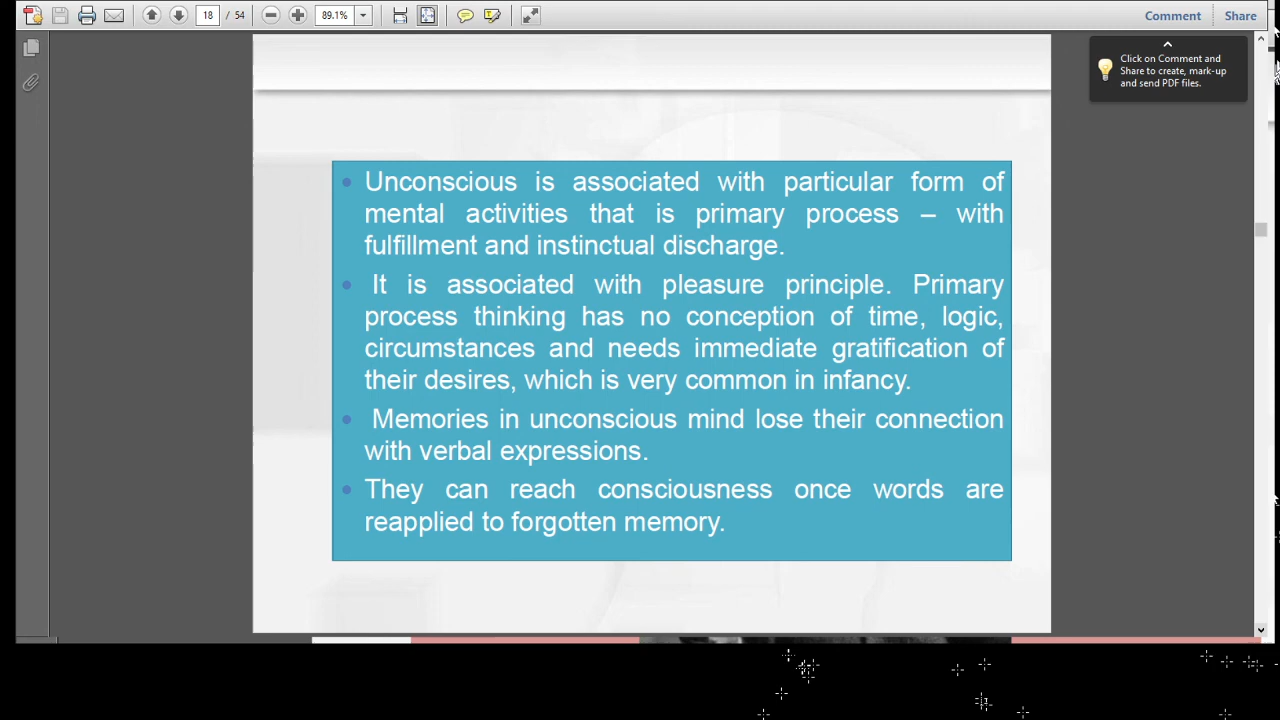 18 / 54 89.1% Comment Share
Click on Comment and
Share to create, mark-up
and send PDF files.
• Unconscious is associated with particular form of
mental activities that is primary process – with
fulfillment and instinctual discharge.
• It is associated with pleasure principle. Primary
process thinking has no conception of time, logic,
circumstances and needs immediate gratification of
their desires, which is very common in infancy.
• Memories in unconscious mind lose their connection
with verbal expressions.
• They can reach consciousness once words are
reapplied to forgotten memory.